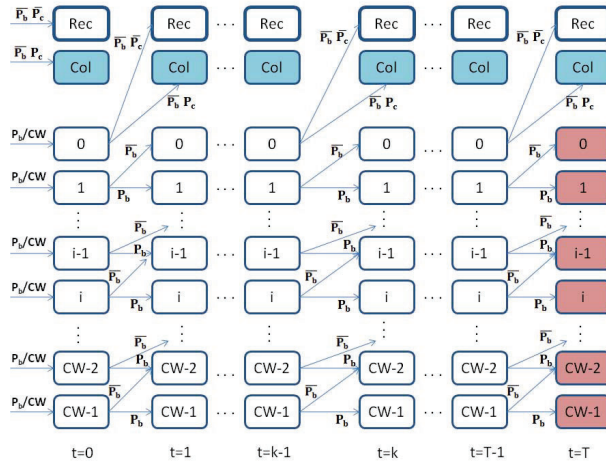 P̅b P̅c Rec Rec . . . Rec Rec . . . Rec Rec
P̅b P̅c P̅b P̅c P̅b P̅c
P̅b Pc Col Col . . . Col Col . . . Col Col
P̅b Pc P̅b Pc P̅b Pc
Pb/CW 0 P̅b 0 . . . 0 P̅b 0 . . . 0 P̅b 0
Pb/CW 1 Pb 1 . . . 1 Pb 1 . . . 1 Pb 1
P̅b P̅b P̅b
Pb/CW i-1 Pb i-1 . . . i-1 Pb i-1 . . . i-1 Pb i-1
P̅b P̅b P̅b
Pb/CW i Pb i . . . i Pb i . . . i Pb i
P̅b P̅b P̅b
Pb/CW CW-2 Pb CW-2 . . . CW-2 Pb CW-2 . . . CW-2 Pb CW-2
P̅b P̅b P̅b
Pb/CW CW-1 Pb CW-1 . . . CW-1 Pb CW-1 . . . CW-1 Pb CW-1
t=0 t=1 t=k-1 t=k t=T-1 t=T